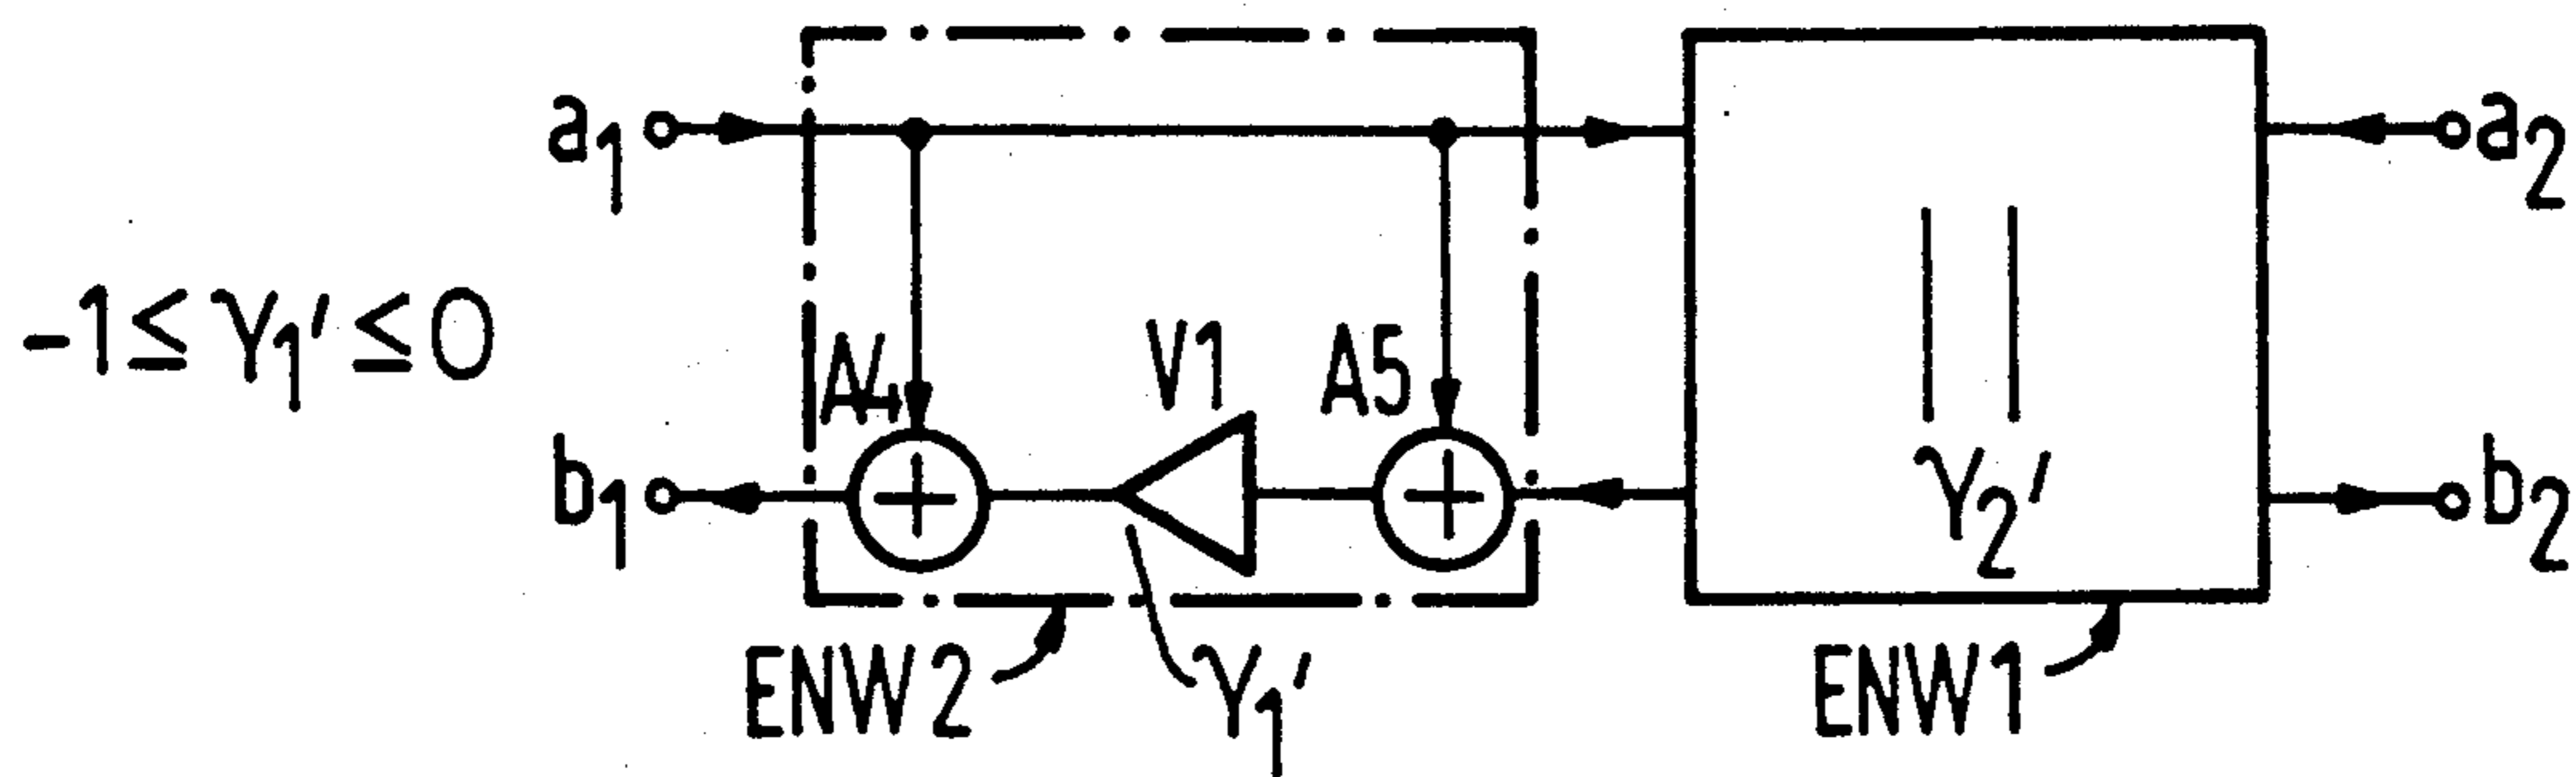 a₁
a₂
-1≤γ₁'≤0
A4
V1
A5
+
+
||
γ₂'
b₁
b₂
ENW2
γ₁'
ENW1